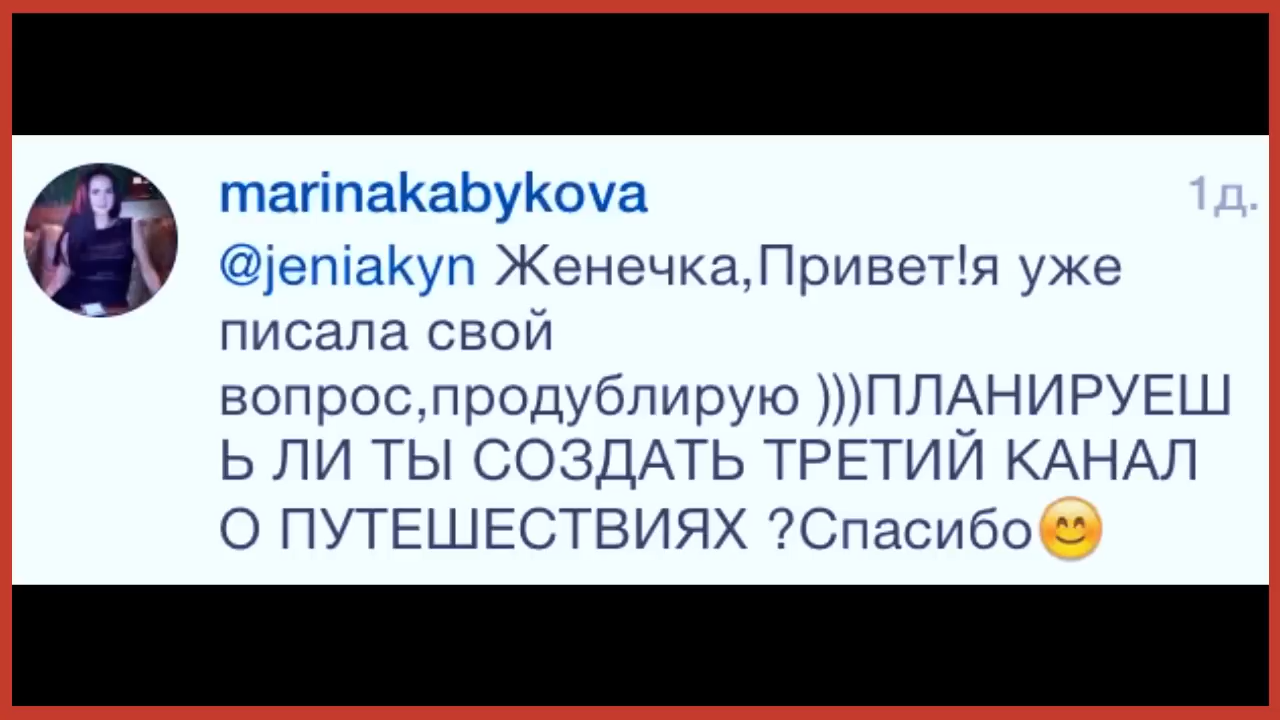 marinakabykova 1д.
@jeniakyn Женечка,Привет!я уже
писала свой
вопрос,продублирую )))ПЛАНИРУЕШ
Ь ЛИ ТЫ СОЗДАТЬ ТРЕТИЙ КАНАЛ
О ПУТЕШЕСТВИЯХ ?Спасибо😊